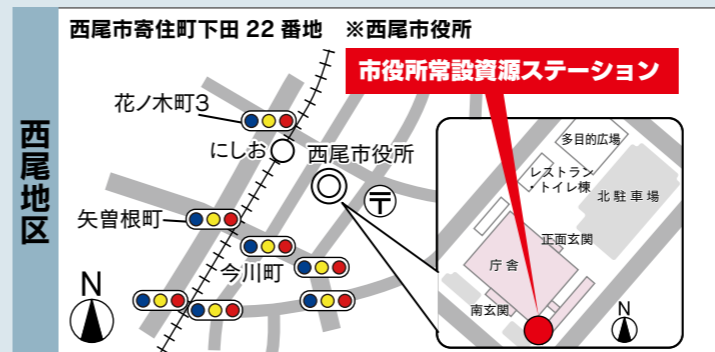 西尾市寄住町下田 22 番地 ※西尾市役所
市役所常設資源ステーション
西尾地区
花ノ木町3
にしお
西尾市役所
〒
矢曽根町
今川町
N
多目的広場
レストラン
・トイレ棟
北駐車場
正面玄関
庁舎
南玄関
N